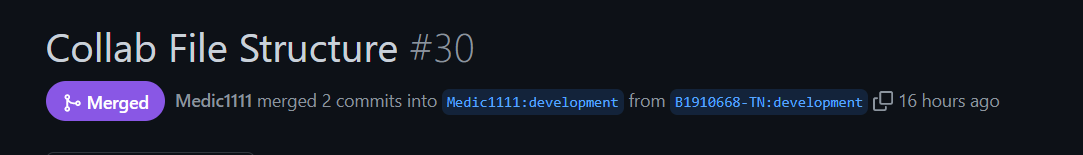 Collab File Structure #30
Merged Medic1111 merged 2 commits into Medic1111:development from B1910668-TN:development 16 hours ago